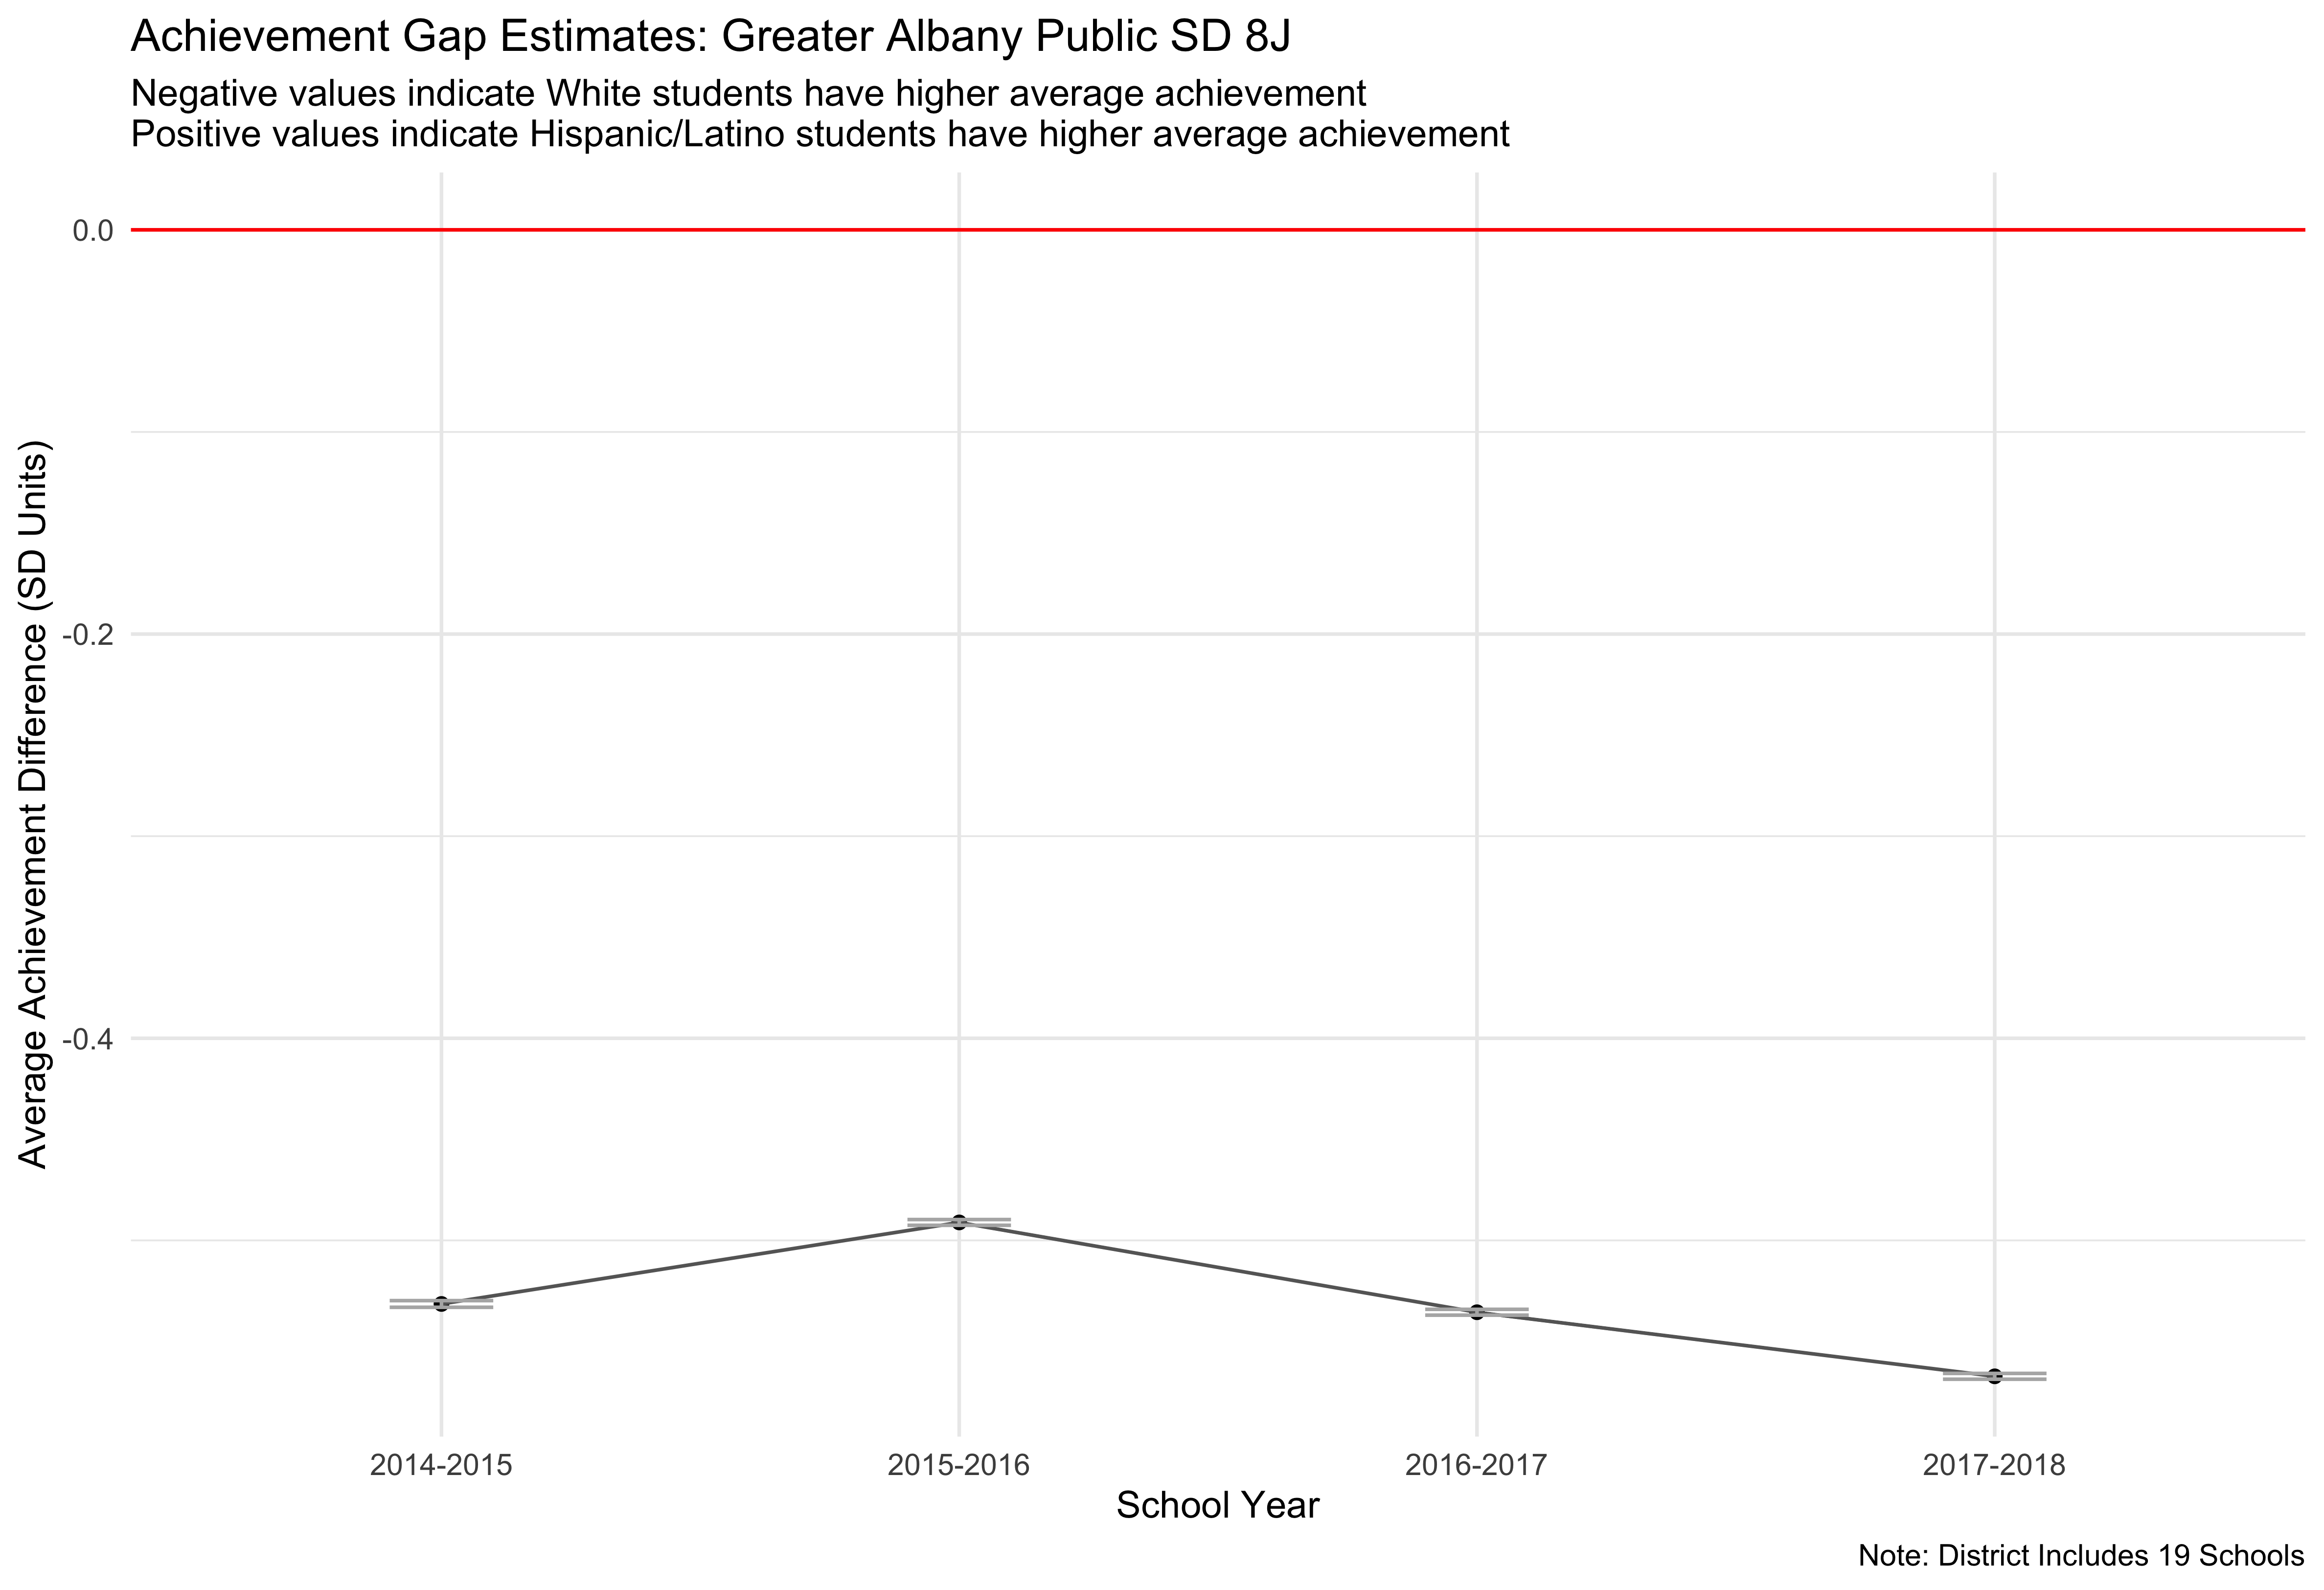 Achievement Gap Estimates: Greater Albany Public SD 8J
Negative values indicate White students have higher average achievement
Positive values indicate Hispanic/Latino students have higher average achievement
Average Achievement Difference (SD Units)
0.0
-0.2
-0.4
2014-2015
2015-2016
2016-2017
2017-2018
School Year
Note: District Includes 19 Schools